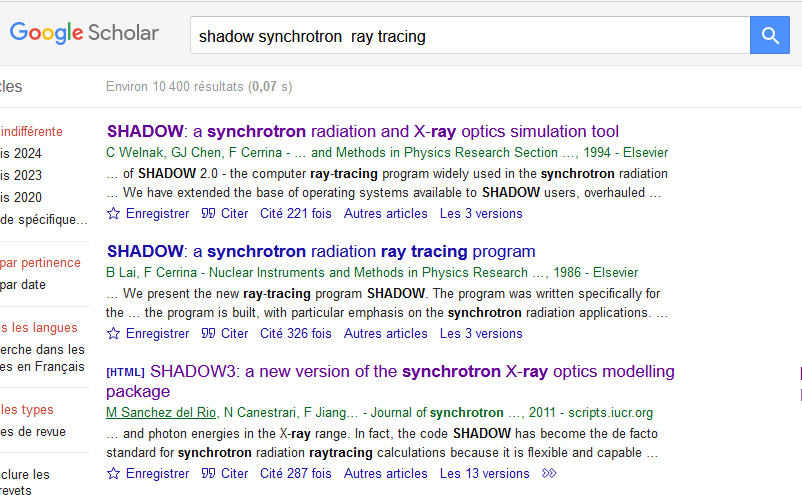 Google Scholar
shadow synchrotron ray tracing
cles
Environ 10 400 résultats (0,07 s)
indifférente
is 2024
is 2023
is 2020
de spécifique...
par pertinence
par date
s les langues
erche dans les
es en Français
les types
es de revue
nclure les
revets
SHADOW: a synchrotron radiation and X-ray optics simulation tool
C Welnak, GJ Chen, F Cerrina - ... and Methods in Physics Research Section ..., 1994 - Elsevier
... of SHADOW 2.0 - the computer ray-tracing program widely used in the synchrotron radiation
... We have extended the base of operating systems available to SHADOW users, overhauled ...
Enregistrer Citer Cité 221 fois Autres articles Les 3 versions
SHADOW: a synchrotron radiation ray tracing program
B Lai, F Cerrina - Nuclear Instruments and Methods in Physics Research ..., 1986 - Elsevier
... We present the new ray-tracing program SHADOW. The program was written specifically for
the ... the program is built, with particular emphasis on the synchrotron radiation applications. ...
Enregistrer Citer Cité 326 fois Autres articles Les 3 versions
[HTML] SHADOW3: a new version of the synchrotron X-ray optics modelling
package
M Sanchez del Rio, N Canestrari, F Jiang... - Journal of synchrotron ..., 2011 - scripts.iucr.org
... and photon energies in the X-ray range. In fact, the code SHADOW has become the de facto
standard for synchrotron radiation raytracing calculations because it is flexible and capable ...
Enregistrer Citer Cité 287 fois Autres articles Les 13 versions